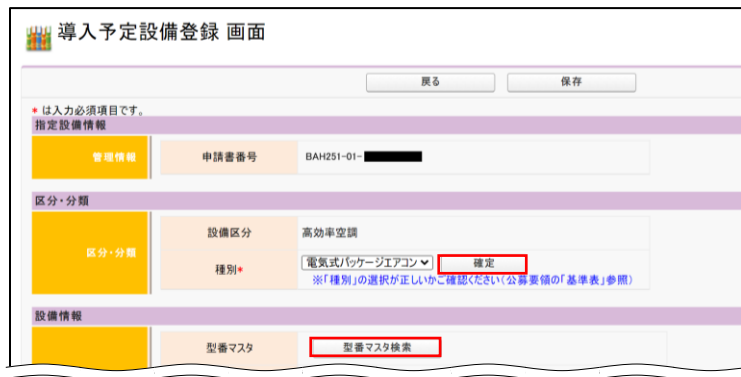 導入予定設備登録 画面
戻る 保存
* は入力必須項目です。
指定設備情報
管理情報 申請書番号 BAH251-01-
区分・分類
区分・分類 設備区分 高効率空調
種別* 電気式パッケージエアコン 確定
※「種別」の選択が正しいかご確認ください(公募要領の「基準表」参照)
設備情報
型番マスタ 型番マスタ検索